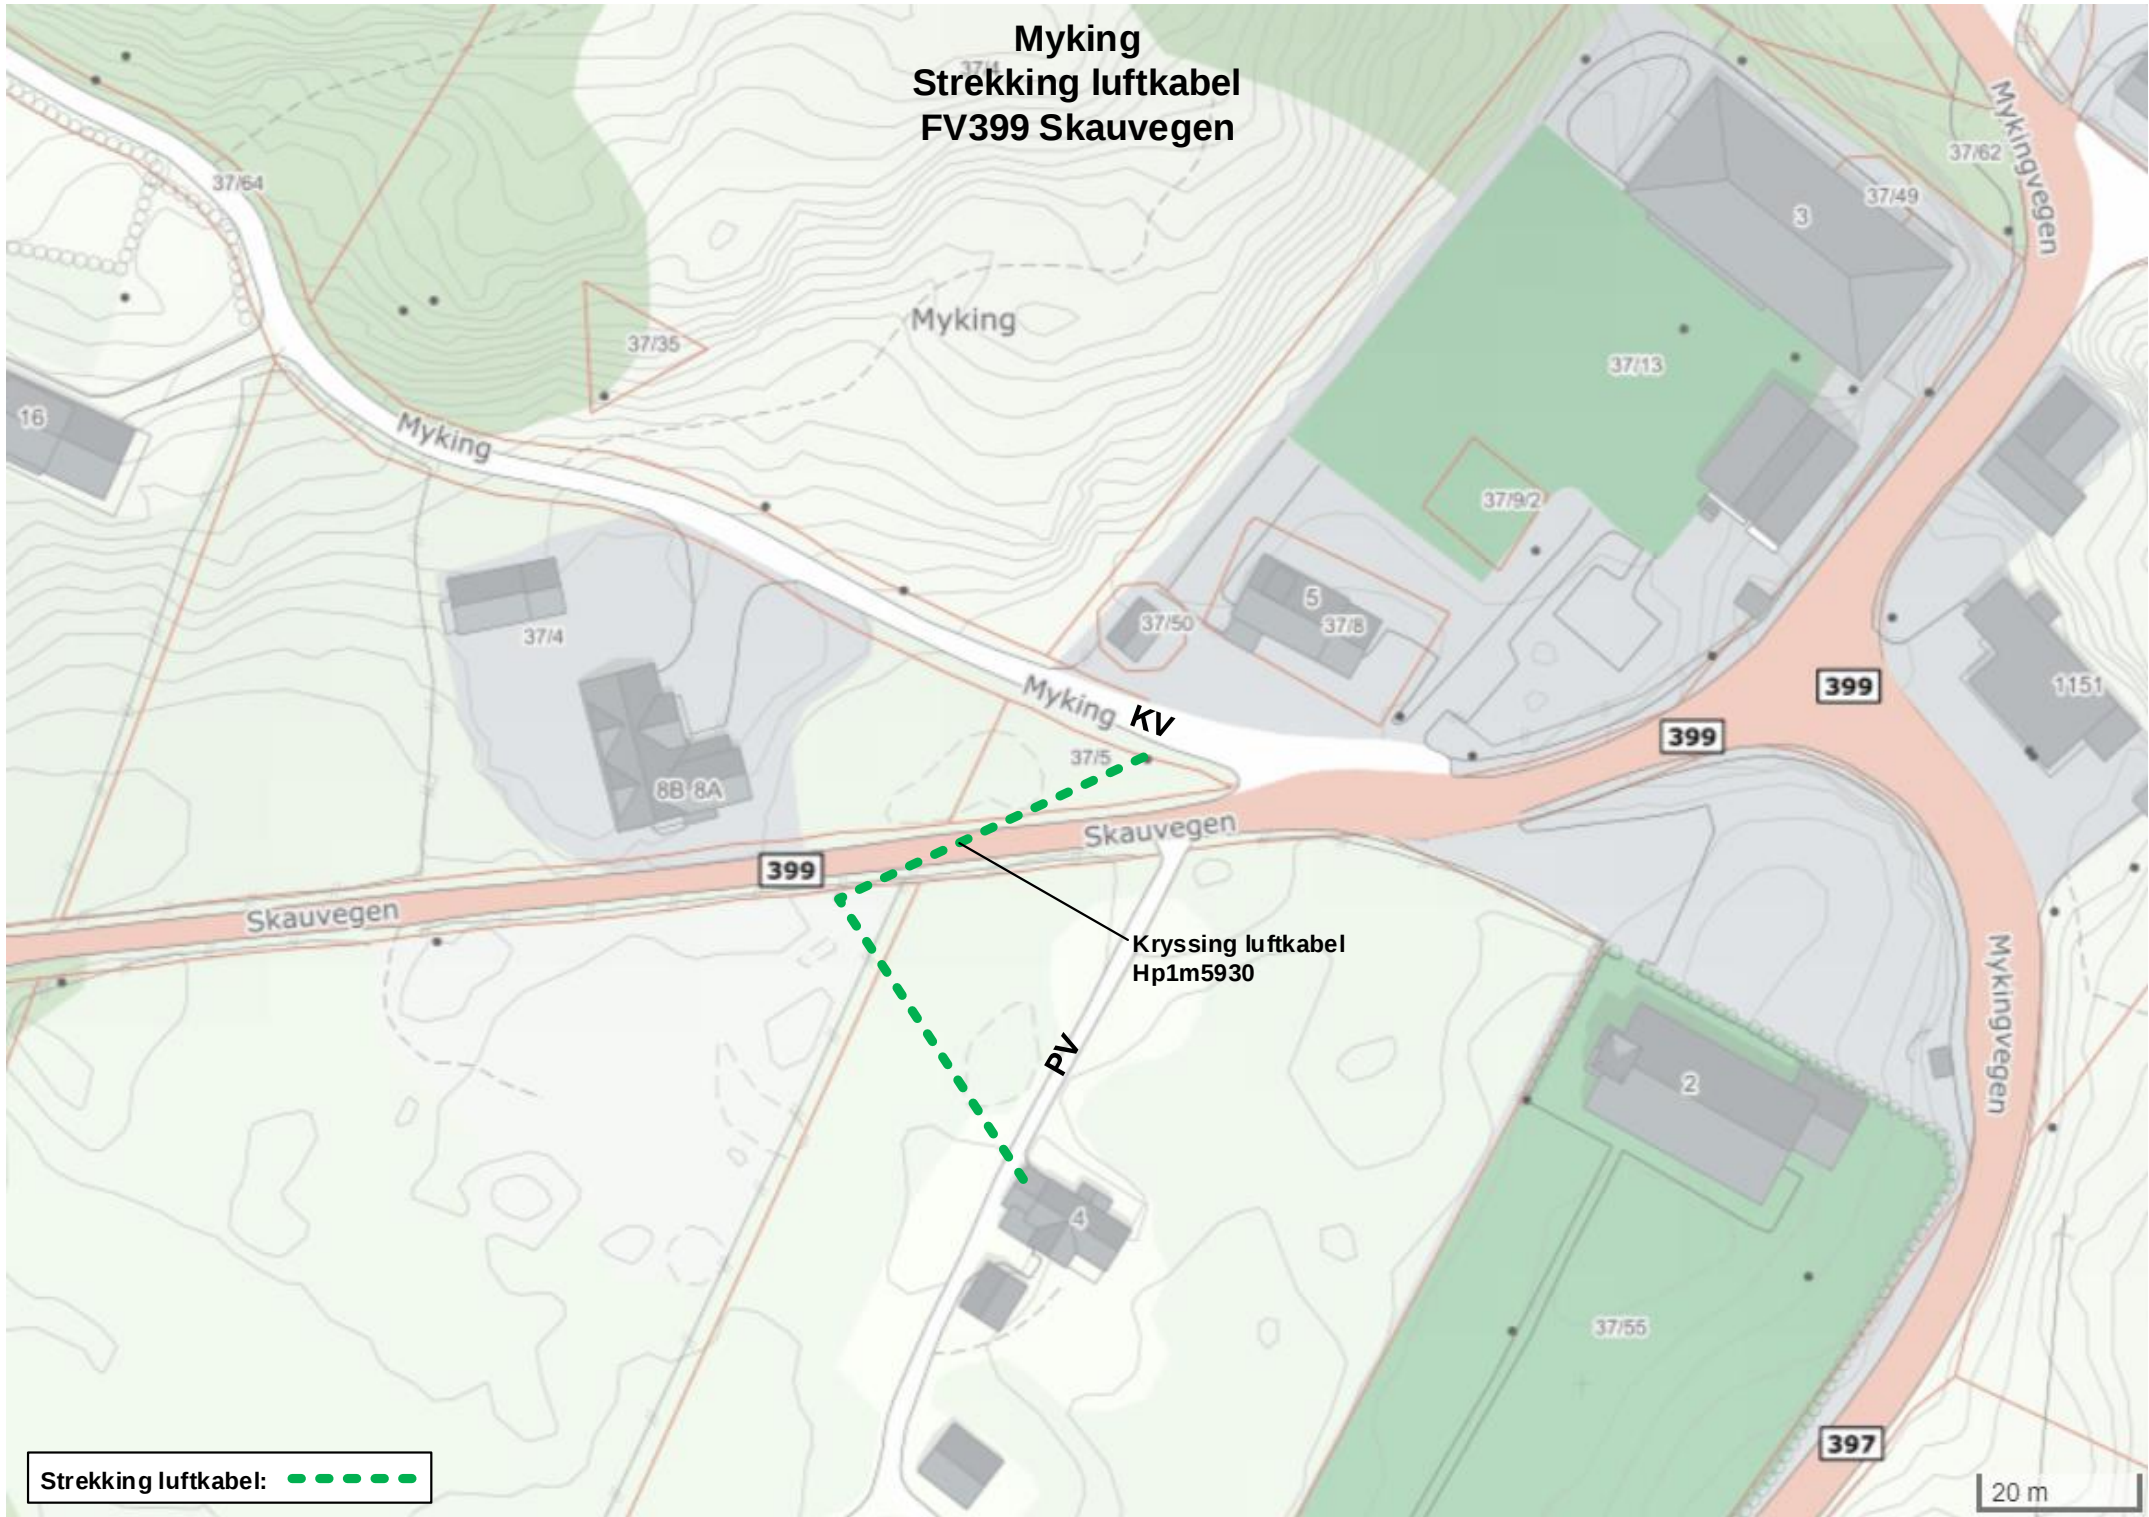 Myking
37/4
Strekking luftkabel
FV399 Skauvegen
Mykingvegen
37/62
37/64
37/49
3
Myking
37/35
37/13
16
Myking
37/9/2
5
37/50
37/8
37/4
Myking
KV
399
1151
399
37/5
8B 8A
Skauvegen
399
Skauvegen
Kryssing luftkabel
Hp1m5930
Mykingvegen
PV
2
4
37/55
397
Strekking luftkabel:
20 m